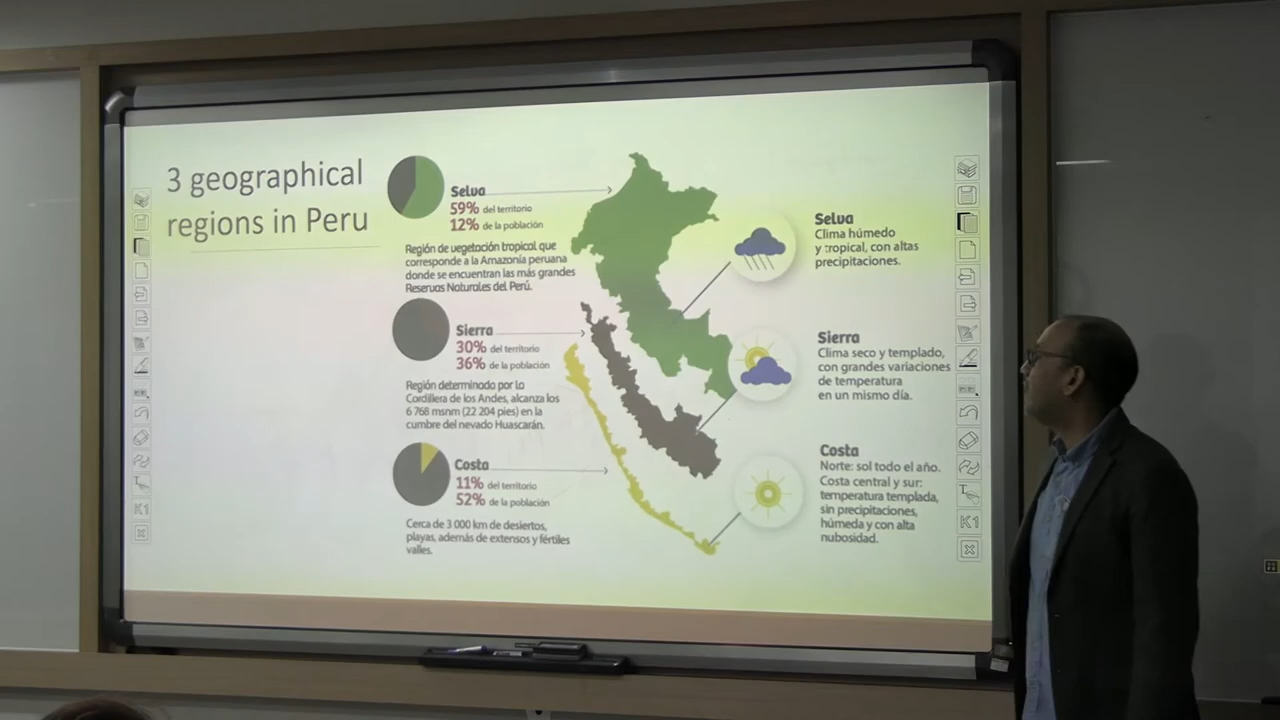 3 geographical
regions in Peru
Selva
59% del territorio
12% de la población
Región de vegetación tropical que
corresponde a la Amazonía peruana
donde se encuentran las más grandes
Reservas Naturales del Perú.
Sierra
30% del territorio
36% de la población
Región determinada por la
Cordillera de los Andes, alcanza los
6 768 msnm (22 204 pies) en la
cumbre del nevado Huascarán.
Costa
11% del territorio
52% de la población
Cerca de 3 000 km de desiertos,
playas, además de extensos y fértiles
valles.
Selva
Clima húmedo
y tropical, con altas
precipitaciones.
Sierra
Clima seco y templado,
con grandes variaciones
de temperatura
en un mismo día.
Costa
Norte: sol todo el año.
Costa central y sur:
temperatura templada,
sin precipitaciones,
húmeda y con alta
nubosidad.
K1
K1